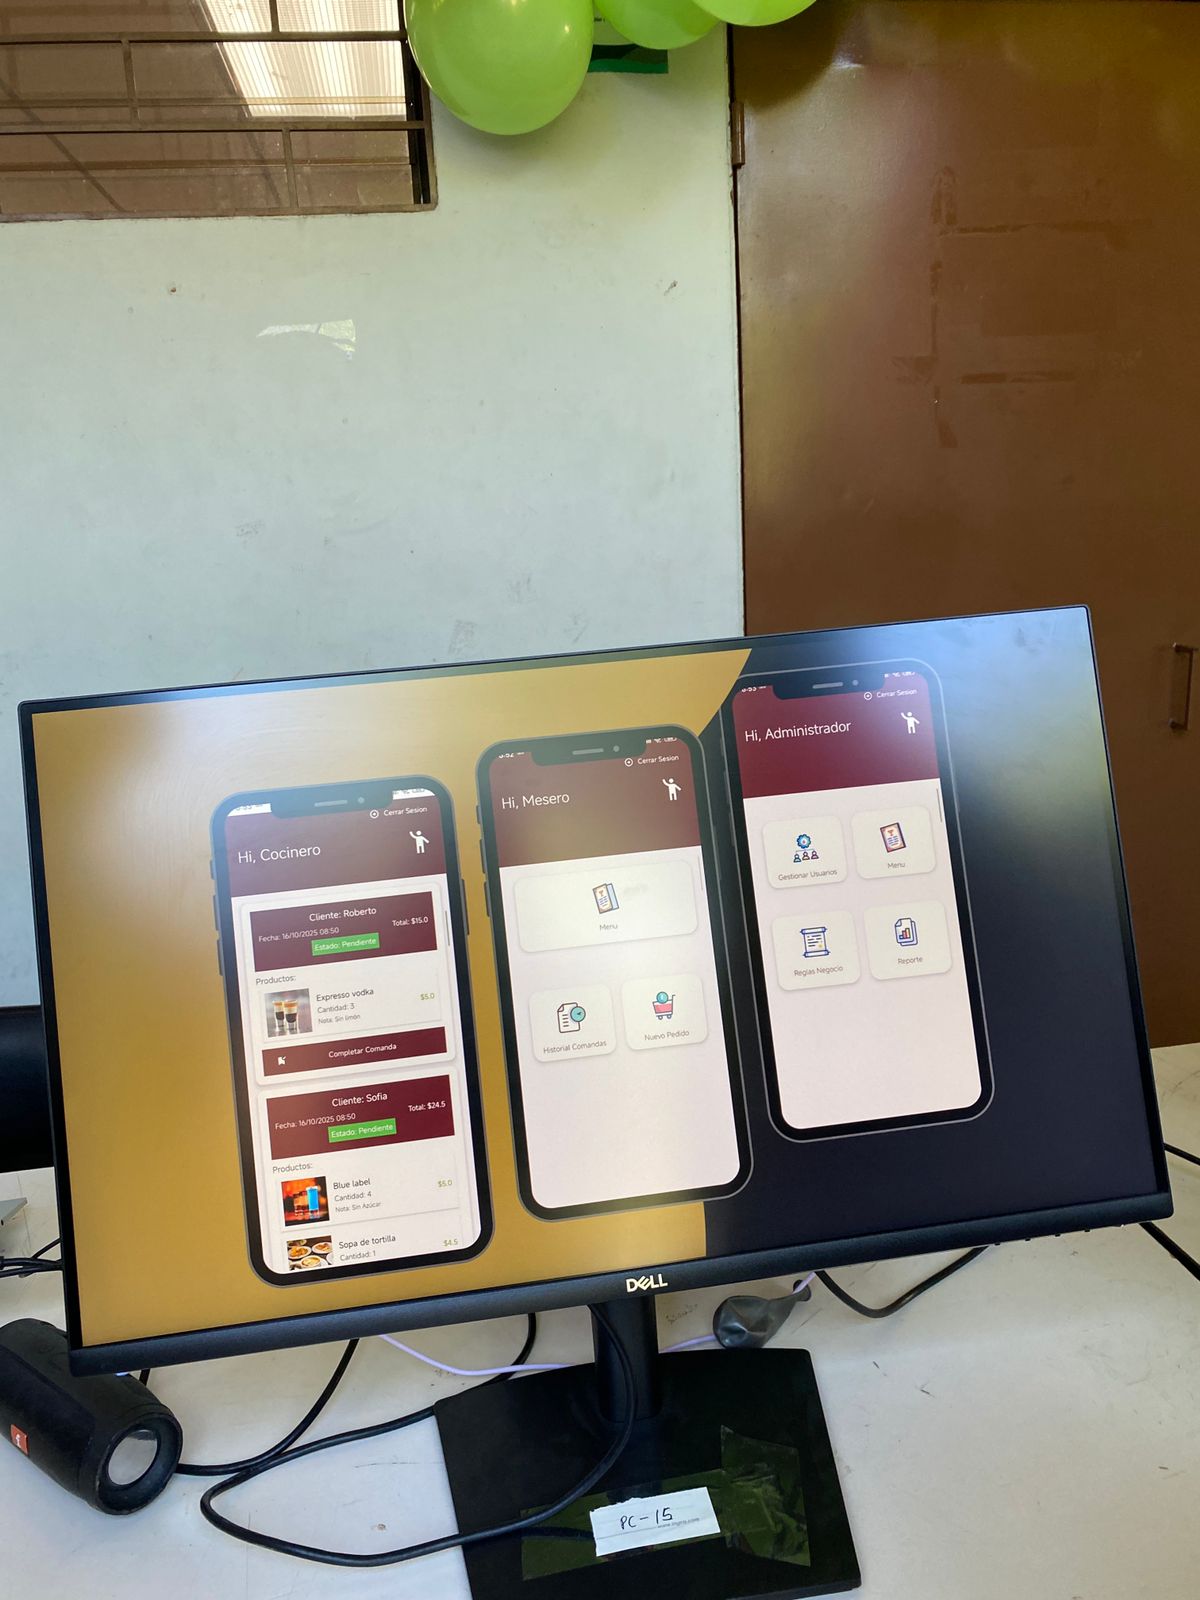 Cerrar Sesion
Hi, Cocinero
Cliente: Roberto
Fecha: 16/10/2025 08:50
Total: $15.0
Estado: Pendiente
Productos:
Expresso vodka
Cantidad: 3
Nota: Sin limón
$5.0
Completar Comanda
Cliente: Sofia
Fecha: 16/10/2025 08:50
Total: $24.5
Estado: Pendiente
Productos:
Blue label
Cantidad: 4
Nota: Sin Azúcar
$5.0
Sopa de tortilla
Cantidad: 1
$4.5
Cerrar Sesion
Hi, Mesero
Menu
Historial Comandas
Nuevo Pedido
Cerrar Sesion
Hi, Administrador
Gestionar Usuarios
Menu
Reglas Negocio
Reporte
DELL
PC-15